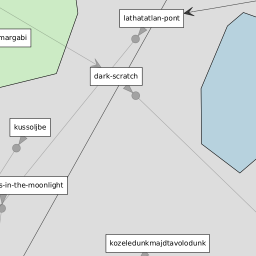 lathatatlan-pont
margabi
dark-scratch
kussoljbe
s-in-the-moonlight
kozeledunkmajdtavolodunk